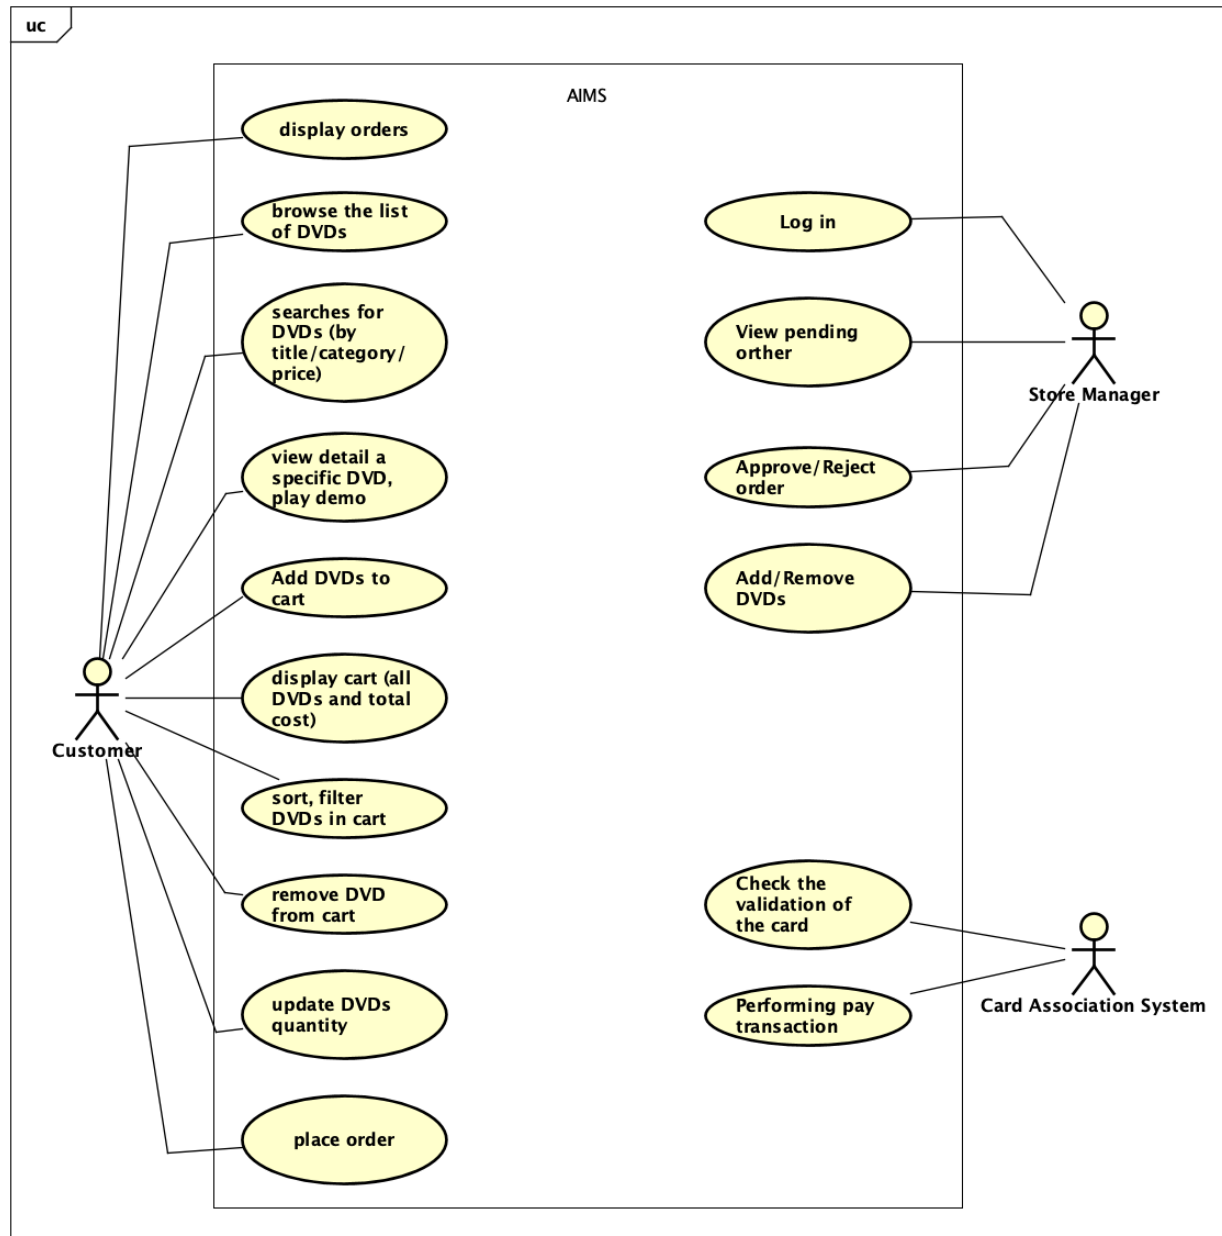 uc
AIMS
display orders
browse the list
of DVDs
searches for
DVDs (by
title/category/
price)
view detail a
specific DVD,
play demo
Add DVDs to
cart
display cart (all
DVDs and total
cost)
sort, filter
DVDs in cart
remove DVD
from cart
update DVDs
quantity
place order
Customer
Log in
View pending
orther
Approve/Reject
order
Add/Remove
DVDs
Check the
validation of
the card
Performing pay
transaction
Store Manager
Card Association System